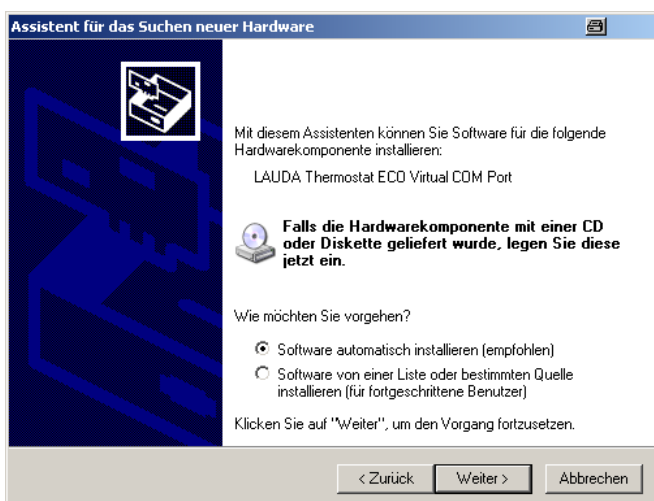 Assistent für das Suchen neuer Hardware
Mit diesem Assistenten können Sie Software für die folgende
Hardwarekomponente installieren:
LAUDA Thermostat ECO Virtual COM Port
Falls die Hardwarekomponente mit einer CD
oder Diskette geliefert wurde, legen Sie diese
jetzt ein.
Wie möchten Sie vorgehen?
Software automatisch installieren (empfohlen)
Software von einer Liste oder bestimmten Quelle
installieren (für fortgeschrittene Benutzer)
Klicken Sie auf "Weiter", um den Vorgang fortzusetzen.
< Zurück Weiter > Abbrechen